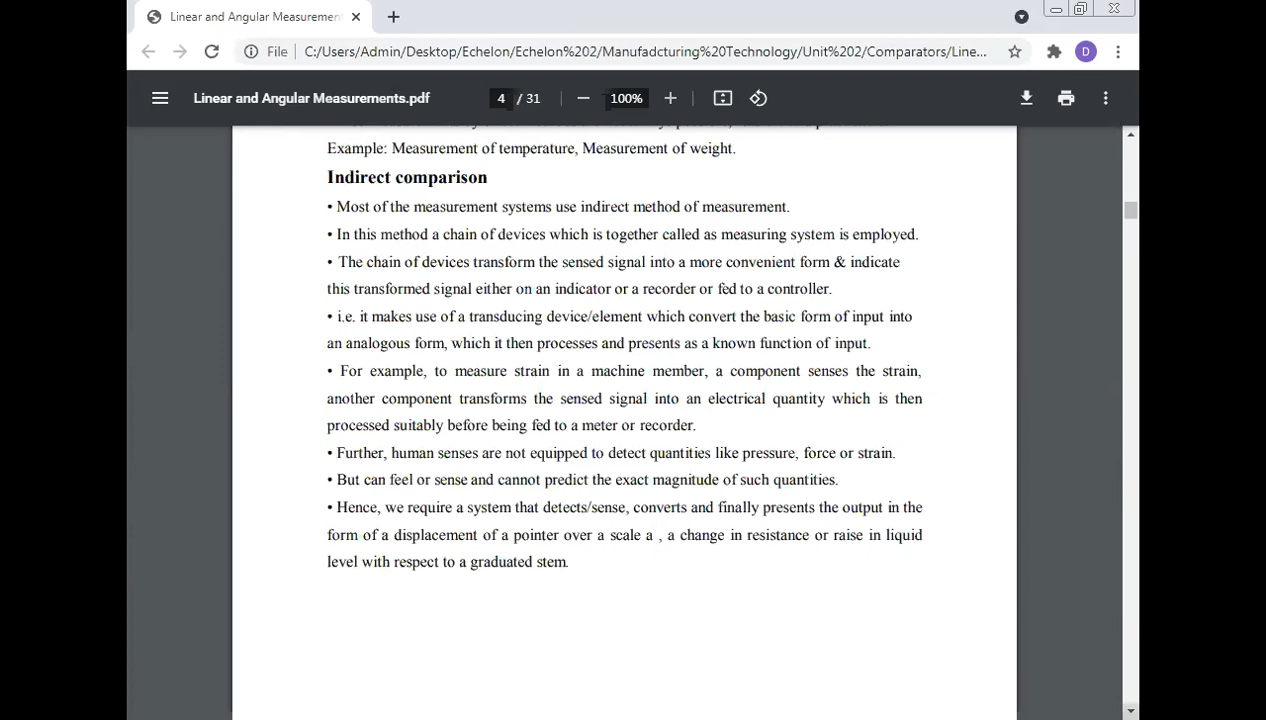 Linear and Angular Measurement
File C:/Users/Admin/Desktop/Echelon/Echelon%202/Manufadcturing%20Technology/Unit%202/Comparators/Line...
D
Linear and Angular Measurements.pdf 4 / 31 100%
Example: Measurement of temperature, Measurement of weight.
Indirect comparison
• Most of the measurement systems use indirect method of measurement.
• In this method a chain of devices which is together called as measuring system is employed.
• The chain of devices transform the sensed signal into a more convenient form & indicate
this transformed signal either on an indicator or a recorder or fed to a controller.
• i.e. it makes use of a transducing device/element which convert the basic form of input into
an analogous form, which it then processes and presents as a known function of input.
• For example, to measure strain in a machine member, a component senses the strain,
another component transforms the sensed signal into an electrical quantity which is then
processed suitably before being fed to a meter or recorder.
• Further, human senses are not equipped to detect quantities like pressure, force or strain.
• But can feel or sense and cannot predict the exact magnitude of such quantities.
• Hence, we require a system that detects/sense, converts and finally presents the output in the
form of a displacement of a pointer over a scale a , a change in resistance or raise in liquid
level with respect to a graduated stem.